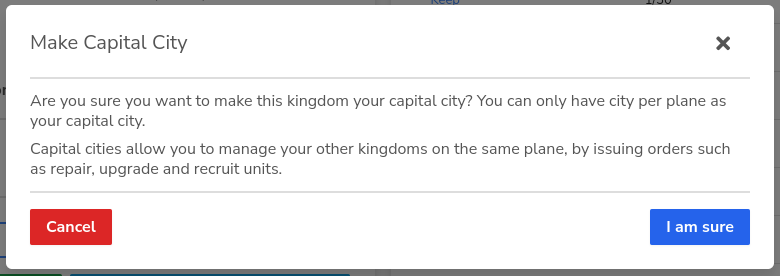 Make Capital City
Are you sure you want to make this kingdom your capital city? You can only have city per plane as
your capital city.
Capital cities allow you to manage your other kingdoms on the same plane, by issuing orders such
as repair, upgrade and recruit units.
Cancel
I am sure